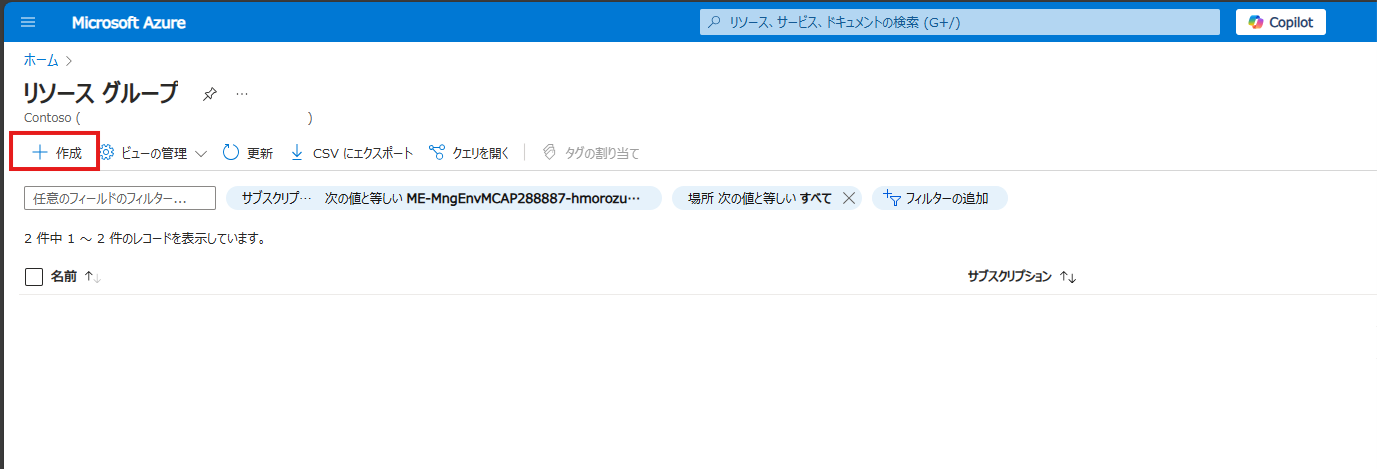 Microsoft Azure
リソース、サービス、ドキュメントの検索 (G+/)
Copilot
ホーム
リソース グループ
Contoso ( )
作成 ビューの管理 更新 CSV にエクスポート クエリを開く タグの割り当て
任意のフィールドのフィルター... サブスクリプ… 次の値と等しい ME-MngEnvMCAP288887-hmorozu… 場所 次の値と等しい すべて フィルターの追加
2 件中 1 ～ 2 件のレコードを表示しています。
名前 サブスクリプション